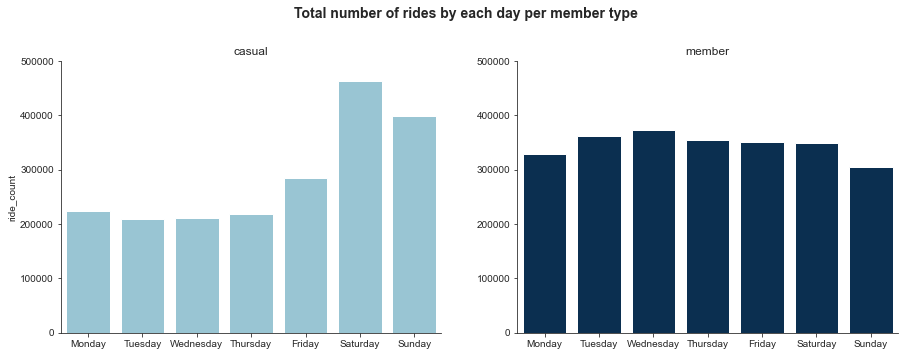 Total number of rides by each day per member type
casual
ride_count
500000
400000
300000
200000
100000
0
Monday Tuesday Wednesday Thursday Friday Saturday Sunday
member
500000
400000
300000
200000
100000
0
Monday Tuesday Wednesday Thursday Friday Saturday Sunday